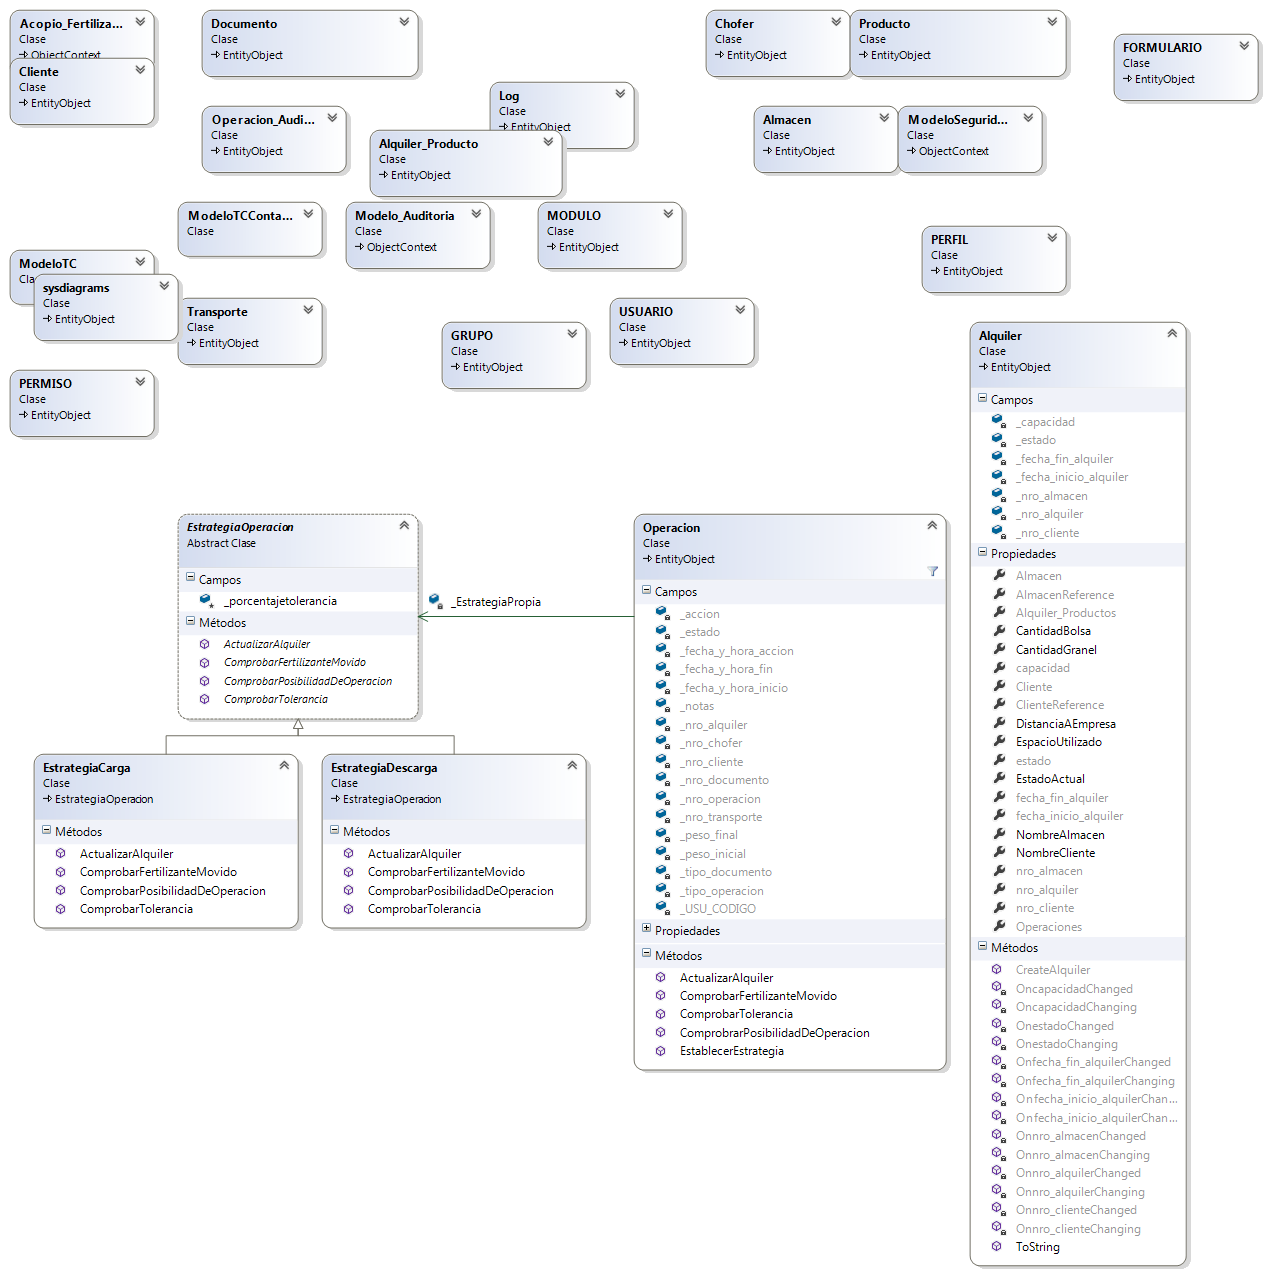 Acopio_Fertiliza...
Clase
ObjectContext
Cliente
Clase
EntityObject
Documento
Clase
EntityObject
Chofer
Clase
EntityObject
Producto
Clase
EntityObject
FORMULARIO
Clase
EntityObject
Operacion_Audi...
Clase
EntityObject
Log
Clase
EntityObject
Alquiler_Producto
Clase
EntityObject
Almacen
Clase
EntityObject
ModeloSegurid...
Clase
ObjectContext
ModeloTCConta...
Clase
Modelo_Auditoria
Clase
ObjectContext
MODULO
Clase
EntityObject
PERFIL
Clase
EntityObject
ModeloTC
Cla
sysdiagrams
Clase
EntityObject
Transporte
Clase
EntityObject
GRUPO
Clase
EntityObject
USUARIO
Clase
EntityObject
PERMISO
Clase
EntityObject
EstrategiaOperacion
Abstract Clase
Campos
_porcentajetolerancia
Métodos
ActualizarAlquiler
ComprobarFertilizanteMovido
ComprobarPosibilidadDeOperacion
ComprobarTolerancia
_EstrategiaPropia
EstrategiaCarga
Clase
EstrategiaOperacion
Métodos
ActualizarAlquiler
ComprobarFertilizanteMovido
ComprobarPosibilidadDeOperacion
ComprobarTolerancia
EstrategiaDescarga
Clase
EstrategiaOperacion
Métodos
ActualizarAlquiler
ComprobarFertilizanteMovido
ComprobarPosibilidadDeOperacion
ComprobarTolerancia
Operacion
Clase
EntityObject
Campos
_accion
_estado
_fecha_y_hora_accion
_fecha_y_hora_fin
_fecha_y_hora_inicio
_notas
_nro_alquiler
_nro_chofer
_nro_cliente
_nro_documento
_nro_operacion
_nro_transporte
_peso_final
_peso_inicial
_tipo_documento
_tipo_operacion
_USU_CODIGO
Propiedades
Métodos
ActualizarAlquiler
ComprobarFertilizanteMovido
ComprobarTolerancia
ComprobrarPosibilidadDeOperacion
EstablecerEstrategia
Alquiler
Clase
EntityObject
Campos
_capacidad
_estado
_fecha_fin_alquiler
_fecha_inicio_alquiler
_nro_almacen
_nro_alquiler
_nro_cliente
Propiedades
Almacen
AlmacenReference
Alquiler_Productos
CantidadBolsa
CantidadGranel
capacidad
Cliente
ClienteReference
DistanciaAEmpresa
EspacioUtilizado
estado
EstadoActual
fecha_fin_alquiler
fecha_inicio_alquiler
NombreAlmacen
NombreCliente
nro_almacen
nro_alquiler
nro_cliente
Operaciones
Métodos
CreateAlquiler
OncapacidadChanged
OncapacidadChanging
OnestadoChanged
OnestadoChanging
Onfecha_fin_alquilerChanged
Onfecha_fin_alquilerChanging
Onfecha_inicio_alquilerChan...
Onfecha_inicio_alquilerChan...
Onnro_almacenChanged
Onnro_almacenChanging
Onnro_alquilerChanged
Onnro_alquilerChanging
Onnro_clienteChanged
Onnro_clienteChanging
ToString